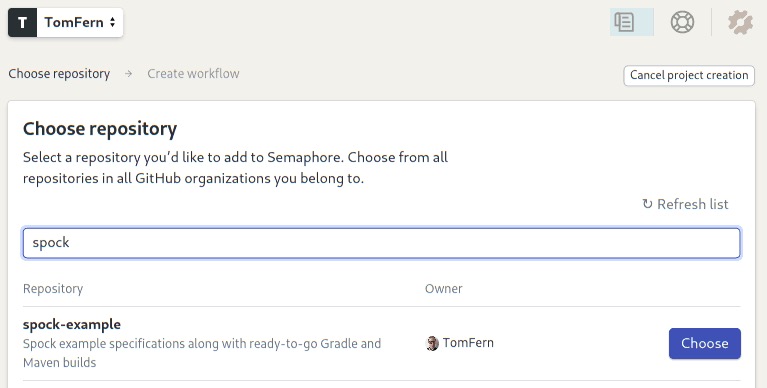 T TomFern
Choose repository → Create workflow
Cancel project creation
Choose repository
Select a repository you'd like to add to Semaphore. Choose from all
repositories in all GitHub organizations you belong to.
↻ Refresh list
spock
Repository Owner
spock-example
Spock example specifications along with ready-to-go Gradle and
Maven builds
TomFern
Choose